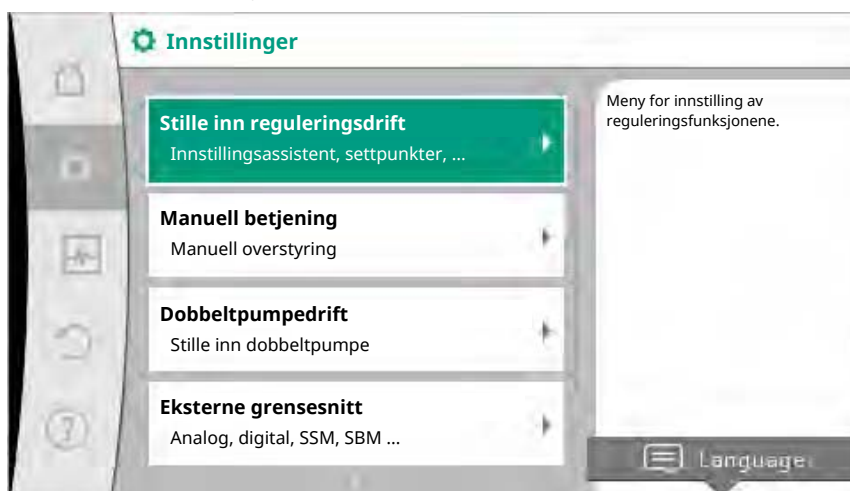 Innstillinger
Stille inn reguleringsdrift
Innstillingsassistent, settpunkter, ...
Manuell betjening
Manuell overstyring
Dobbeltpumpedrift
Stille inn dobbeltpumpe
Eksterne grensesnitt
Analog, digital, SSM, SBM ...
Meny for innstilling av
reguleringsfunksjonene.
?
Language